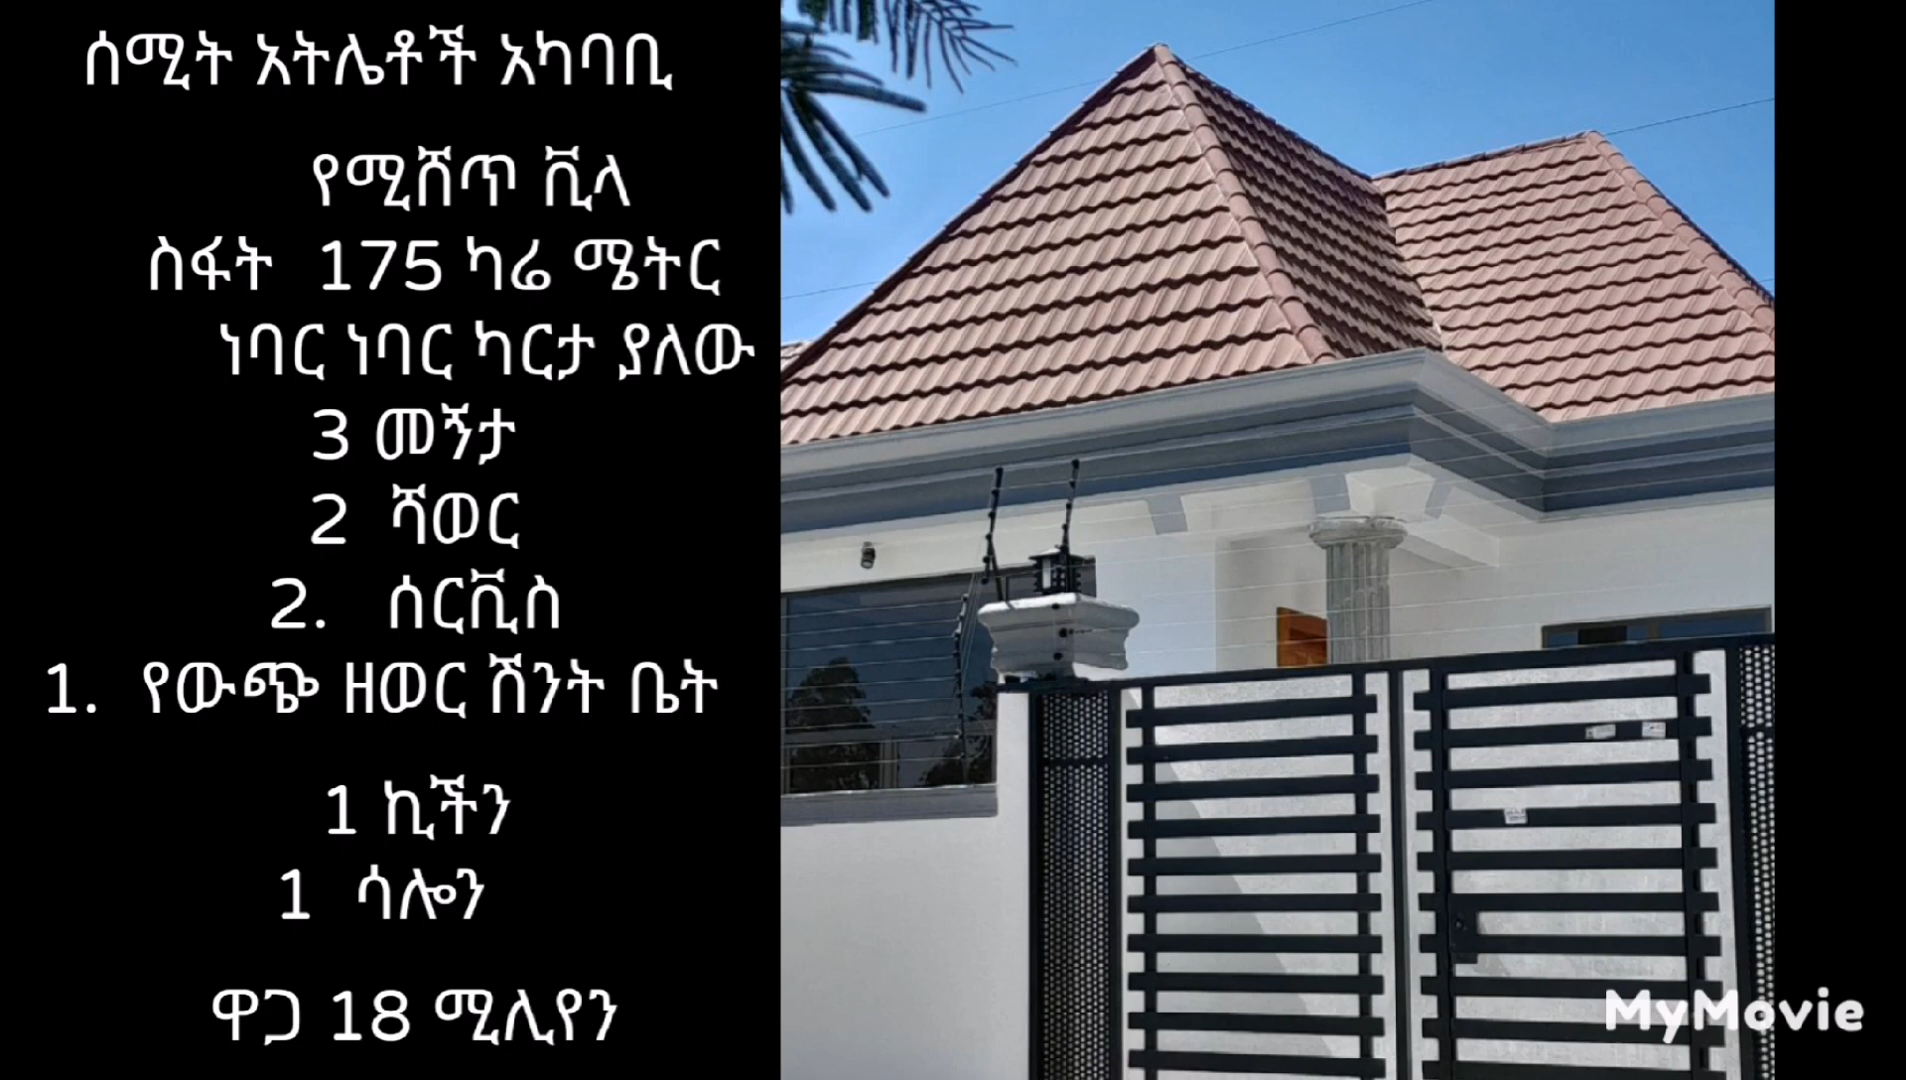 ሰሚት አትሌቶች አካባቢ
የሚሸጥ ቪላ
ስፋት 175 ካሬ ሜትር
ነባር ነባር ካርታ ያለው
3 መኝታ
2 ሻወር
2. ሰርቪስ
1. የውጭ ዘወር ሽንት ቤት
1 ኪችን
1 ሳሎን
ዋጋ 18 ሚሊየን
MyMovie